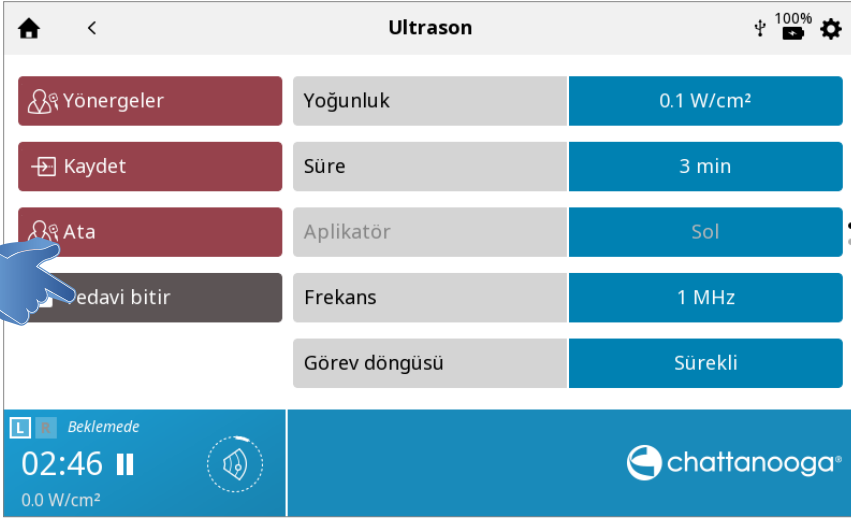 Ultrason
100%
Yönergeler
Yoğunluk
0.1 W/cm²
Kaydet
Süre
3 min
Ata
Aplikatör
Sol
bitir
Frekans
1 MHz
Görev döngüsü
Sürekli
L R Beklemede
02:46
0.0 W/cm²
chattanooga®